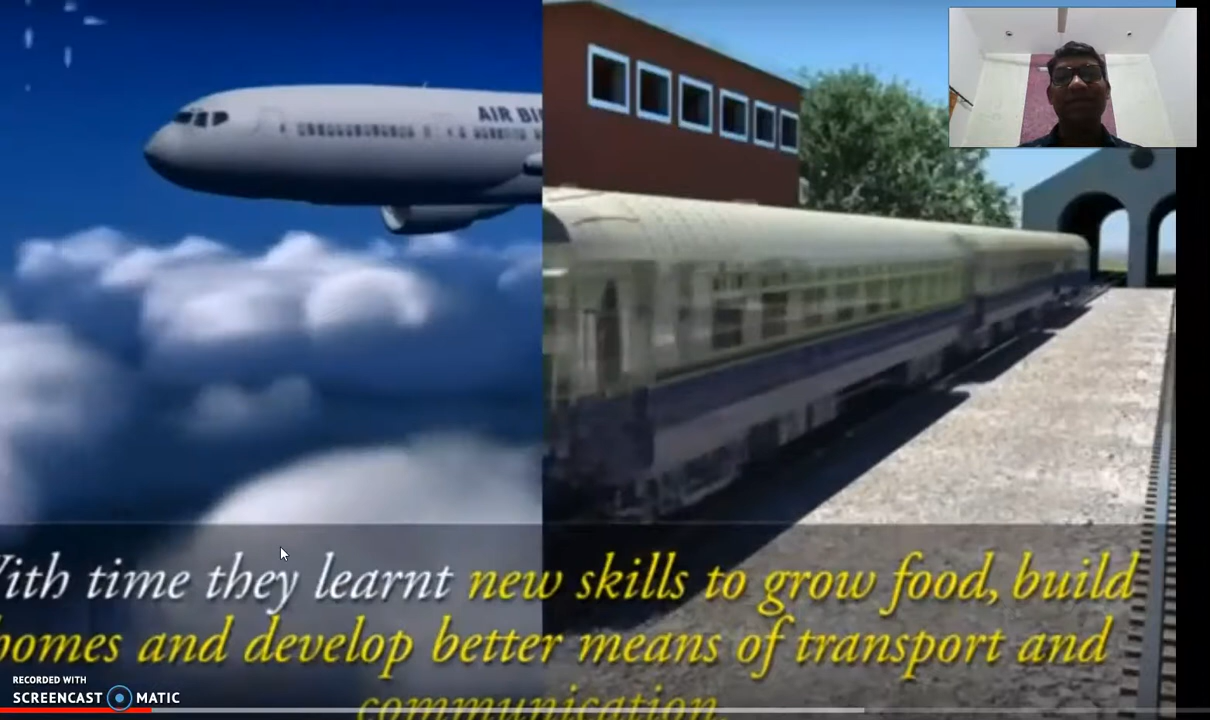 AIR BI
With time they learnt new skills to grow food, build
homes and develop better means of transport and
communication.
RECORDED WITH
SCREENCAST MATIC